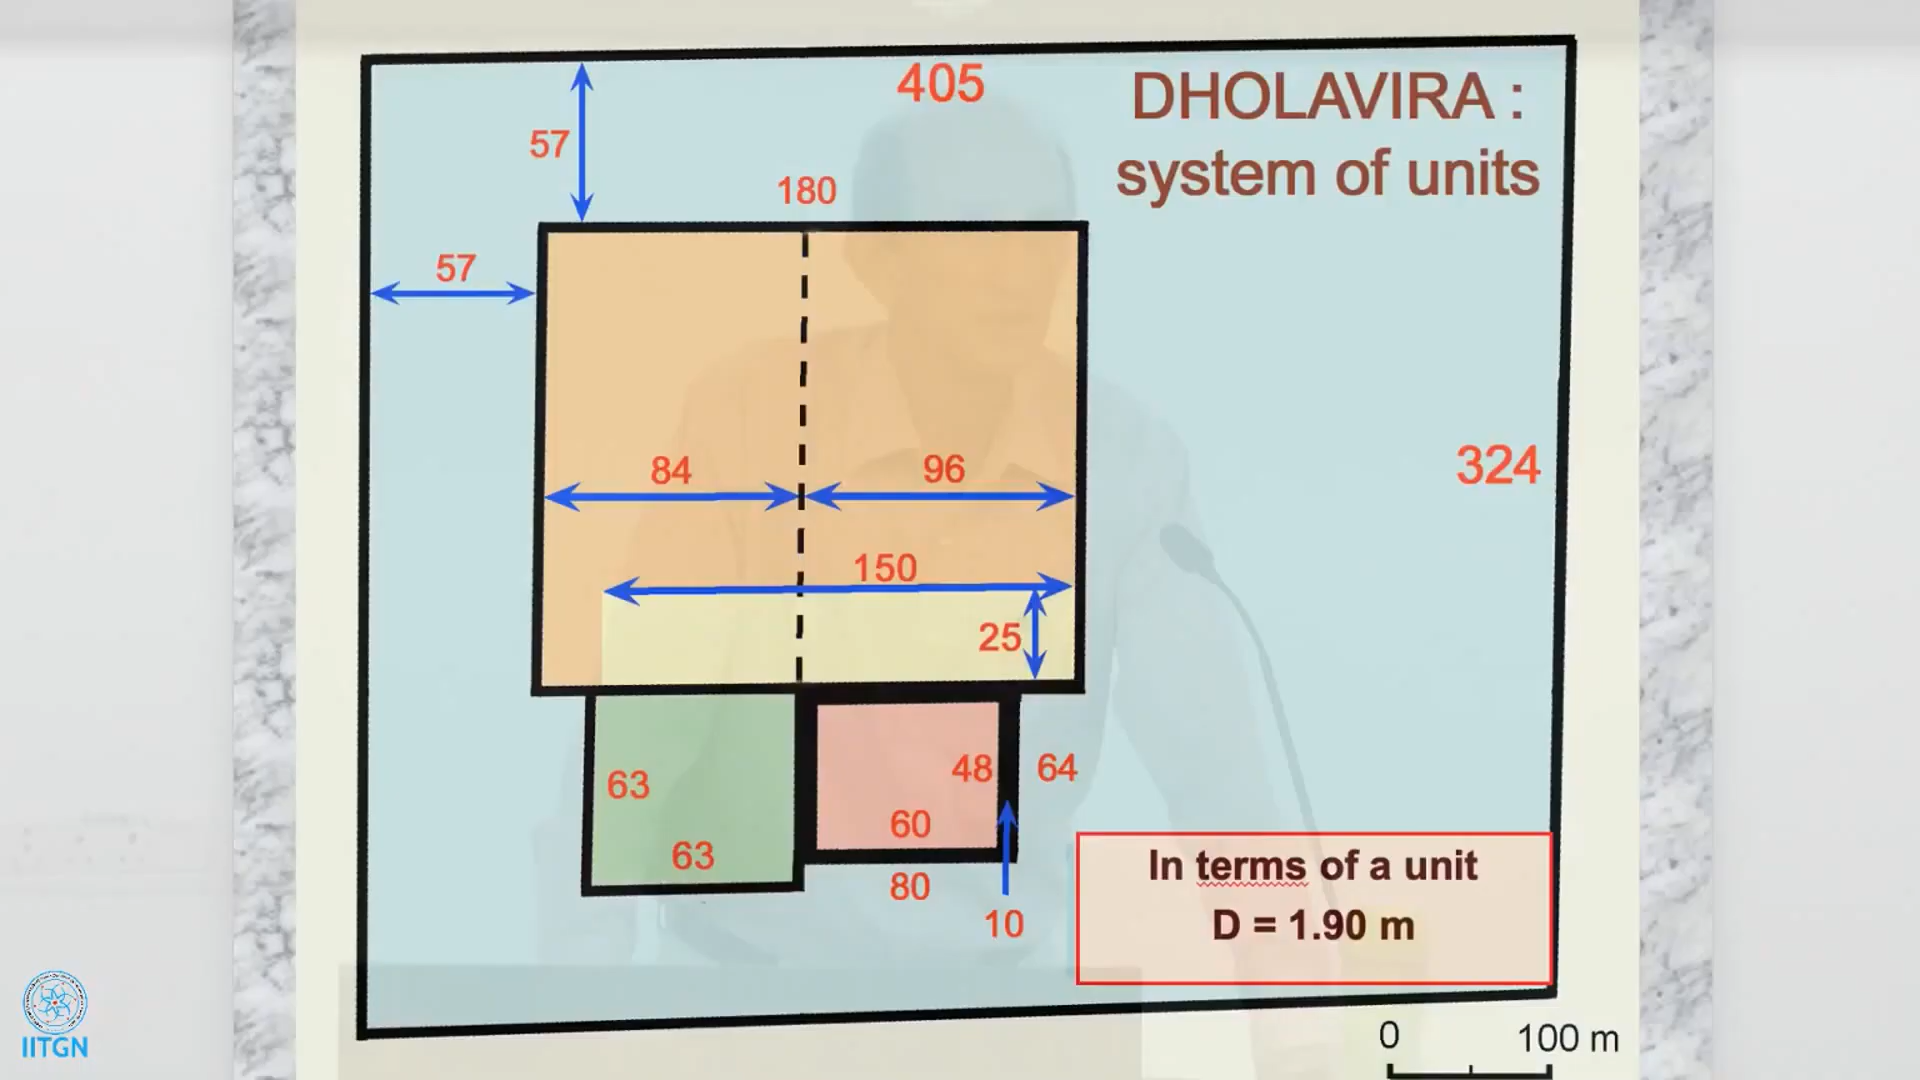 405
DHOLAVIRA :
system of units
57
180
57
84
96
150
25
324
63
63
48
64
60
80
10
In terms of a unit
D = 1.90 m
0
100 m
IITGN